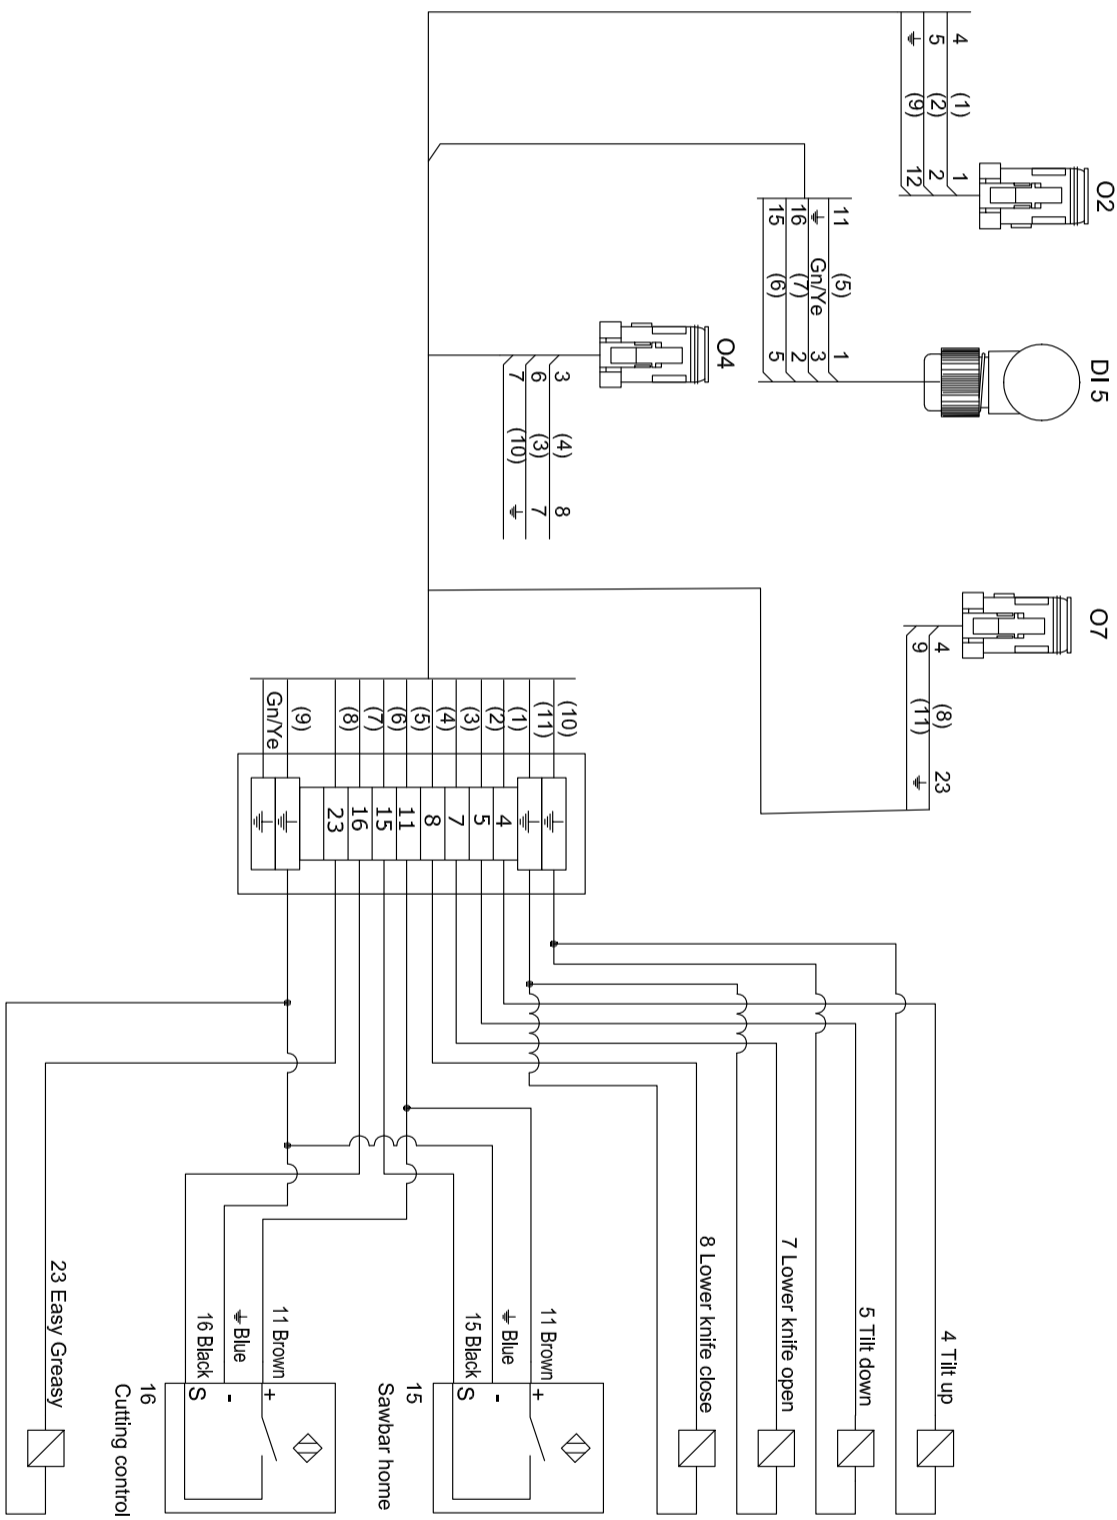 O2
4 (1) 1
5 (2) 2
⏚ (9) 12
DI 5
11 (5) 1
⏚ Gn/Ye 3
16 (7) 2
15 (6) 5
O4
3 (4) 8
6 (3) 7
7 (10) ⏚
O7
4 (8) 23
9 (11) ⏚
(10) ⏚
(11) ⏚
(1) 4
(2) 5
(3) 7
(4) 8
(5) 11
(6) 15
(7) 16
(8) 23
(9) ⏚
Gn/Ye ⏚
4 Tilt up
5 Tilt down
7 Lower knife open
8 Lower knife close
11 Brown +
⏚ Blue -
15 Black S
15
Sawbar home
11 Brown +
⏚ Blue -
16 Black S
16
Cutting control
23 Easy Greasy